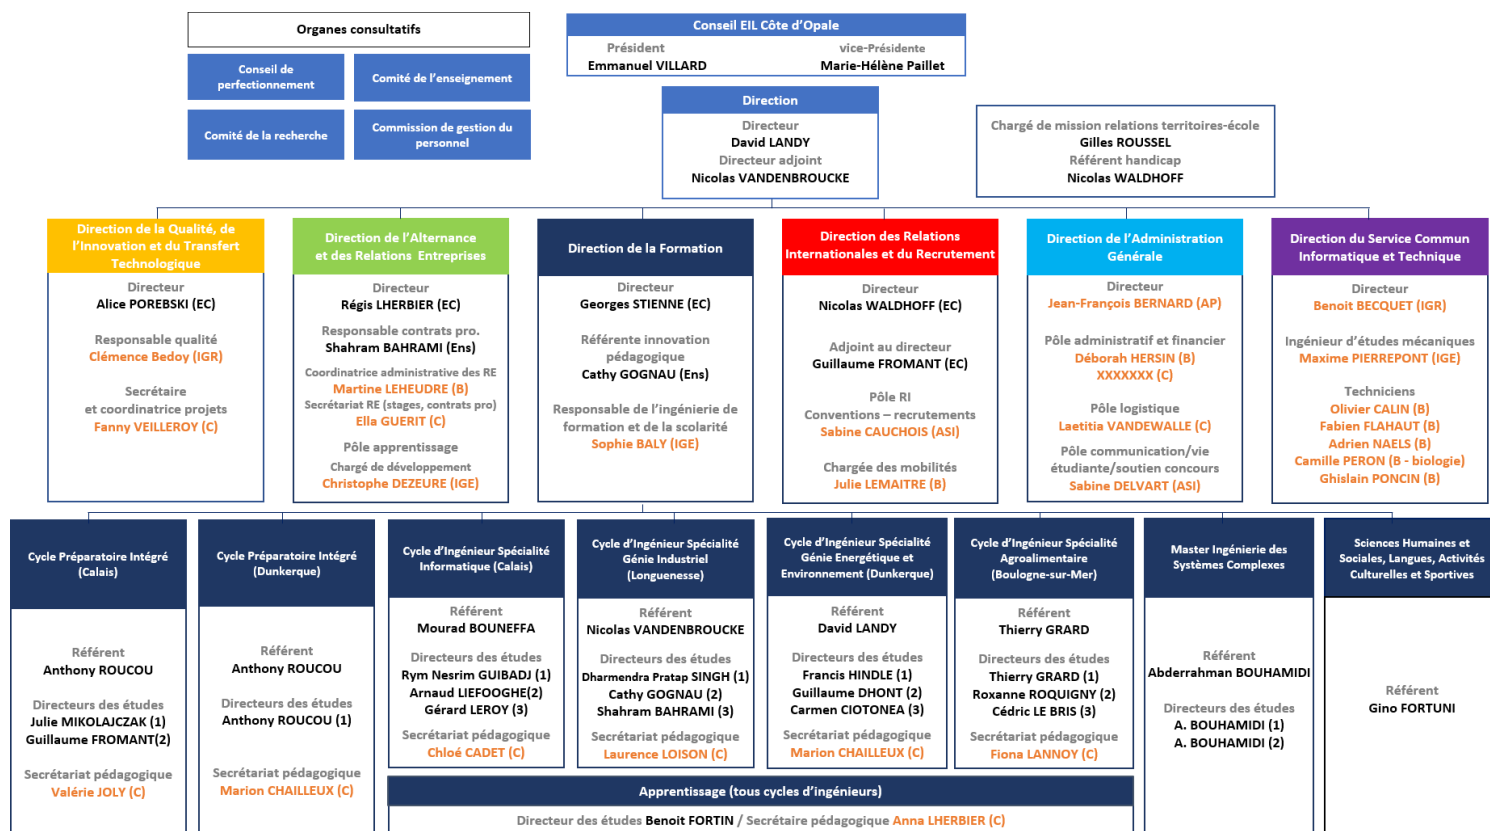 Organes consultatifs
Conseil de
perfectionnement
Comité de l'enseignement
Comité de la recherche
Commission de gestion du
personnel
Conseil EIL Côte d'Opale
Président
Emmanuel VILLARD
vice-Présidente
Marie-Hélène Paillet
Direction
Directeur
David LANDY
Directeur adjoint
Nicolas VANDENBROUCKE
Chargé de mission relations territoires-école
Gilles ROUSSEL
Référent handicap
Nicolas WALDHOFF
Direction de la Qualité, de
l'Innovation et du Transfert
Technologique
Directeur
Alice POREBSKI (EC)
Responsable qualité
Clémence Bedoy (IGR)
Secrétaire
et coordinatrice projets
Fanny VEILLEROY (C)
Direction de l'Alternance
et des Relations Entreprises
Directeur
Régis LHERBIER (EC)
Responsable contrats pro.
Shahram BAHRAMI (Ens)
Coordinatrice administrative des RE
Martine LEHEUDRE (B)
Secrétariat RE (stages, contrats pro)
Ella GUERIT (C)
Pôle apprentissage
Chargé de développement
Christophe DEZEURE (IGE)
Direction de la Formation
Directeur
Georges STIENNE (EC)
Référente innovation
pédagogique
Cathy GOGNAU (Ens)
Responsable de l'ingénierie de
formation et de la scolarité
Sophie BALY (IGE)
Direction des Relations
Internationales et du Recrutement
Directeur
Nicolas WALDHOFF (EC)
Adjoint au directeur
Guillaume FROMANT (EC)
Pôle RI
Conventions – recrutements
Sabine CAUCHOIS (ASI)
Chargée des mobilités
Julie LEMAITRE (B)
Direction de l'Administration
Générale
Directeur
Jean-François BERNARD (AP)
Pôle administratif et financier
Déborah HERSIN (B)
XXXXXXX (C)
Pôle logistique
Laetitia VANDEWALLE (C)
Pôle communication/vie
étudiante/soutien concours
Sabine DELVART (ASI)
Direction du Service Commun
Informatique et Technique
Directeur
Benoit BECQUET (IGR)
Ingénieur d'études mécaniques
Maxime PIERREPONT (IGE)
Techniciens
Olivier CALIN (B)
Fabien FLAHAUT (B)
Adrien NAELS (B)
Camille PERON (B - biologie)
Ghislain PONCIN (B)
Cycle Préparatoire Intégré
(Calais)
Référent
Anthony ROUCOU
Directeurs des études
Julie MIKOLAJCZAK (1)
Guillaume FROMANT(2)
Secrétariat pédagogique
Valérie JOLY (C)
Cycle Préparatoire Intégré
(Dunkerque)
Référent
Anthony ROUCOU
Directeurs des études
Anthony ROUCOU (1)
Secrétariat pédagogique
Marion CHAILLEUX (C)
Cycle d'Ingénieur Spécialité
Informatique (Calais)
Référent
Mourad BOUNEFFA
Directeurs des études
Rym Nesrim GUIBADJ (1)
Arnaud LIEFOOGHE(2)
Gérard LEROY (3)
Secrétariat pédagogique
Chloé CADET (C)
Cycle d'Ingénieur Spécialité
Génie Industriel
(Longuenesse)
Référent
Nicolas VANDENBROUCKE
Directeurs des études
Dharmendra Pratap SINGH (1)
Cathy GOGNAU (2)
Shahram BAHRAMI (3)
Secrétariat pédagogique
Laurence LOISON (C)
Cycle d'Ingénieur Spécialité
Génie Energétique et
Environnement (Dunkerque)
Référent
David LANDY
Directeurs des études
Francis HINDLE (1)
Guillaume DHONT (2)
Carmen CIOTONEA (3)
Secrétariat pédagogique
Marion CHAILLEUX (C)
Cycle d'Ingénieur Spécialité
Agroalimentaire
(Boulogne-sur-Mer)
Référent
Thierry GRARD
Directeurs des études
Thierry GRARD (1)
Roxanne ROQUIGNY (2)
Cédric LE BRIS (3)
Secrétariat pédagogique
Fiona LANNOY (C)
Master Ingénierie des
Systèmes Complexes
Référent
Abderrahman BOUHAMIDI
Directeurs des études
A. BOUHAMIDI (1)
A. BOUHAMIDI (2)
Sciences Humaines et
Sociales, Langues, Activités
Culturelles et Sportives
Référent
Gino FORTUNI
Apprentissage (tous cycles d'ingénieurs)
Directeur des études Benoit FORTIN / Secrétaire pédagogique Anna LHERBIER (C)